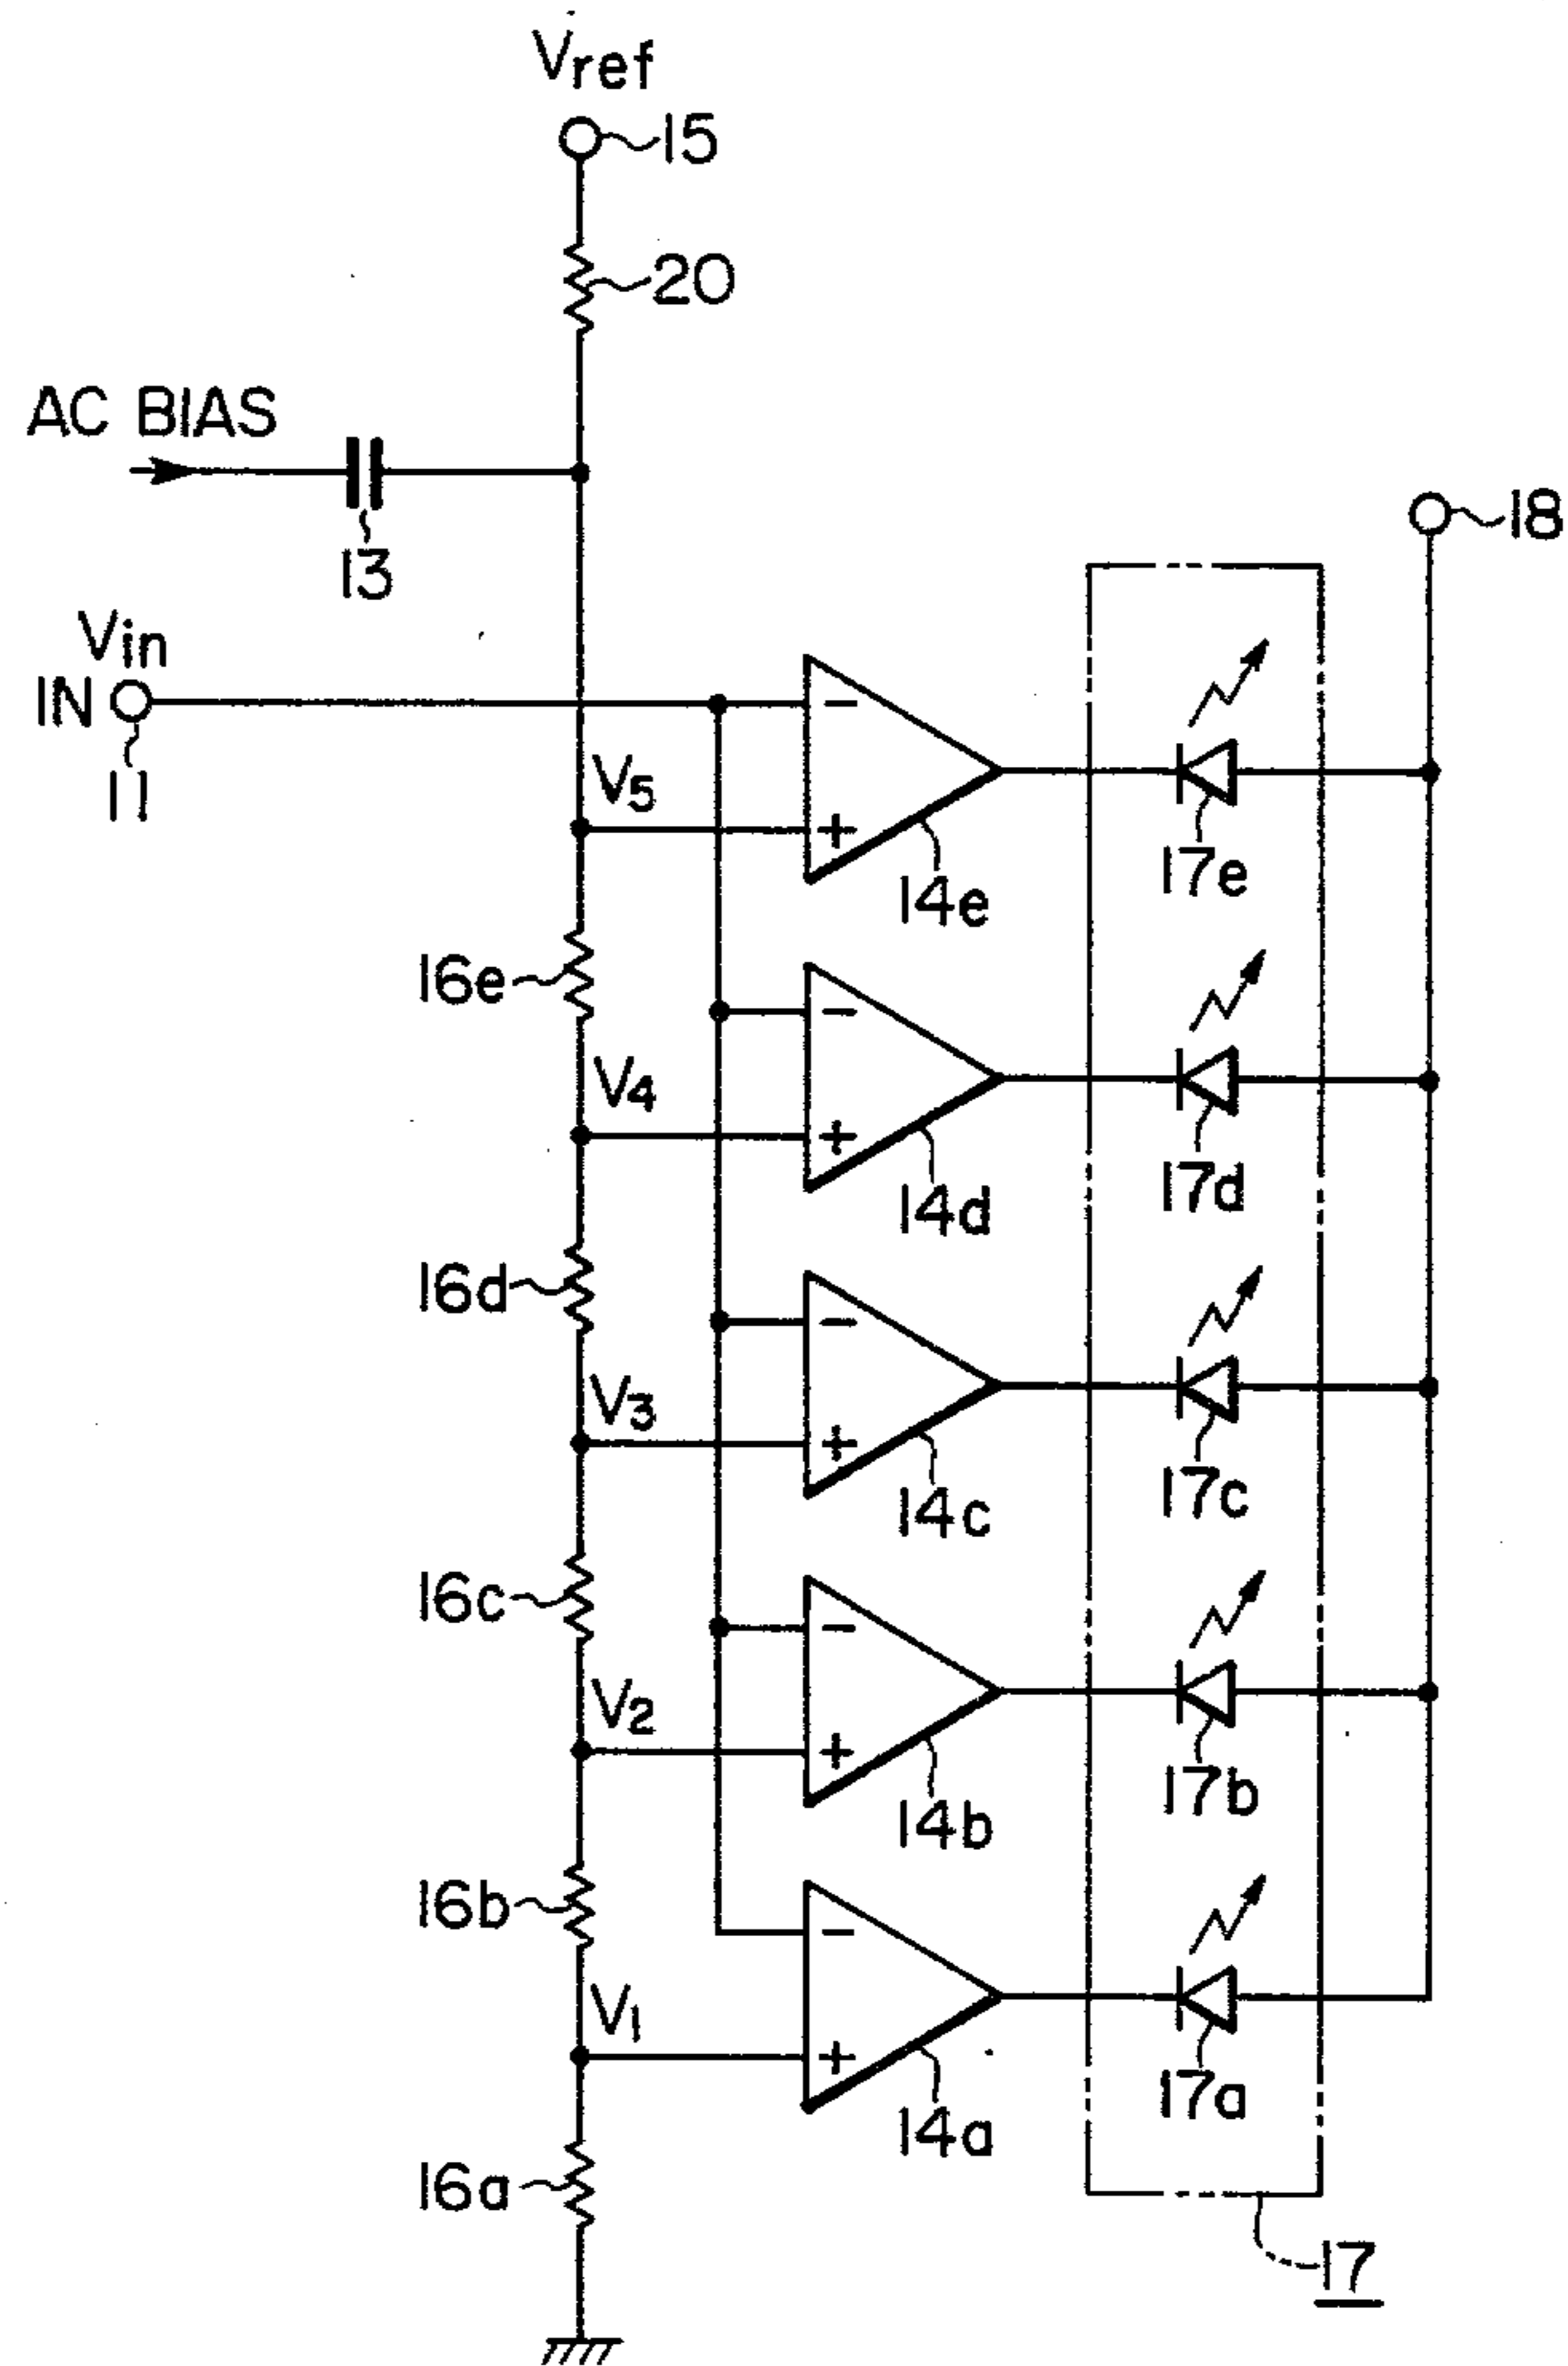 Vref
15
20
AC BIAS
13
18
Vin
IN
11
V5
-
+
14e
17e
16e
V4
-
+
14d
17d
16d
V3
-
+
14c
17c
16c
V2
-
+
14b
17b
16b
V1
-
+
14a
17a
16a
17